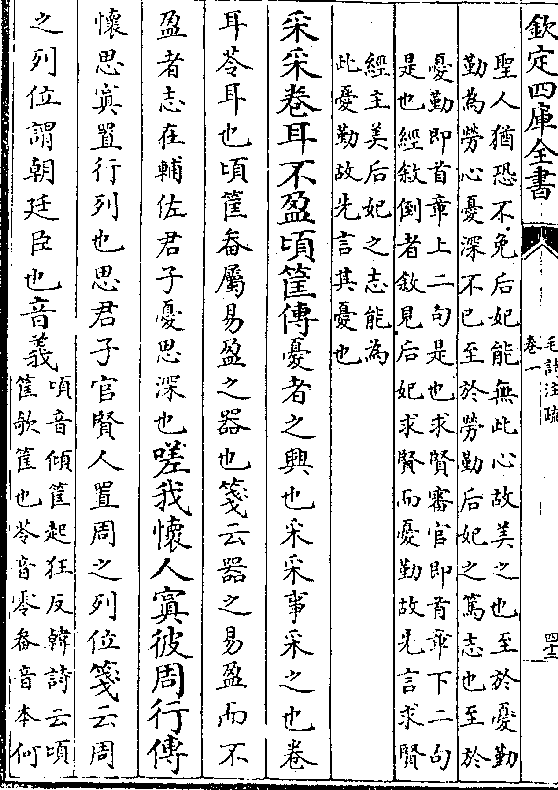 欽定四庫全書
毛詩注疏
卷一
四十二
聖人猶恐不免后妃能無此心故美之也至於憂勤
勤為勞心憂深不已至於勞勤后妃之篤志也至於
憂勤即首章上二句是也求賢審官即首章下二句
是也經敘倒者敘見后妃求賢而憂勤故先言求賢
經主美后妃之志能為
此憂勤故先言其憂也
采采卷耳不盈頃筐傳憂者之興也采采事采之也卷
耳苓耳也頃筐畚屬易盈之器也箋云器之易盈而不
盈者志在輔佐君子憂思深也嗟我懷人寘彼周行傳
懷思寘置行列也思君子官賢人置周之列位箋云周
之列位謂朝廷臣也音義
頃音傾筐起狂反韓詩云頃
筐欹筐也苓音零畚音本何